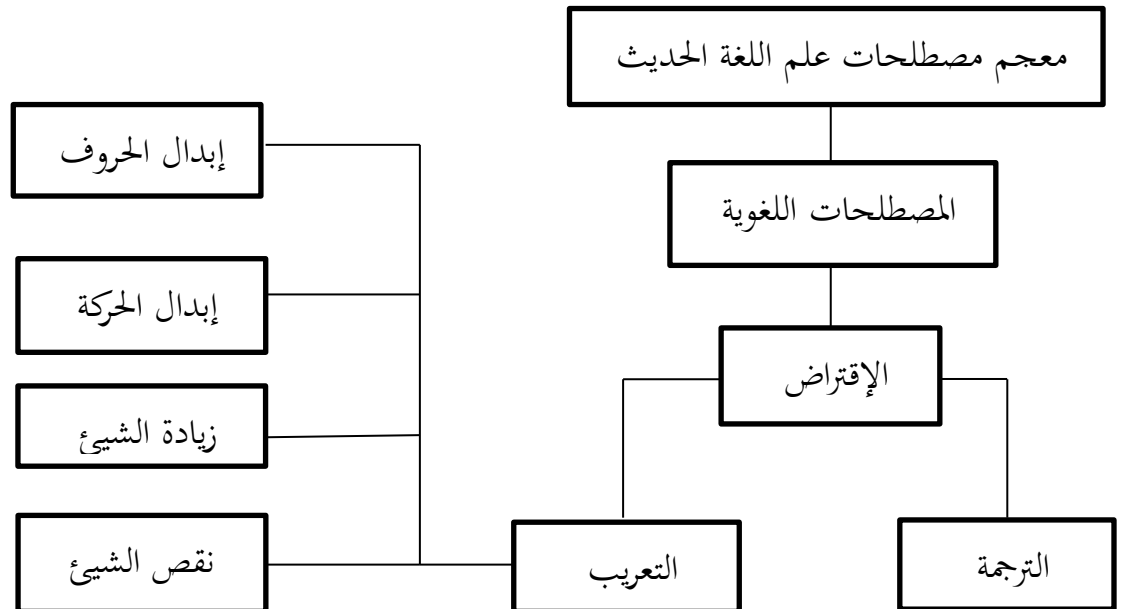 معجم مصطلحات علم اللغة الحديث
المصطلحات اللغوية
الإقتراض
الترجمة
التعريب
إبدال الحروف
إبدال الحركة
زيادة الشيئ
نقص الشيئ